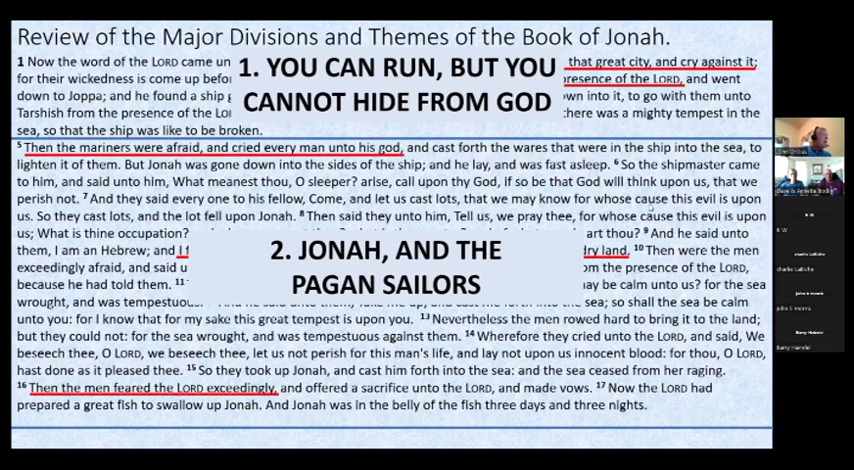 Review of the Major Divisions and Themes of the Book of Jonah.
1 Now the word of the LORD came un
1. YOU CAN RUN, BUT YOU
that great city, and cry against it;
for their wickedness is come up
presence of the LORD, and went
down to Joppa; and he found a ship
CANNOT HIDE FROM GOD
down into it, to go with them unto
Tarshish from the presence of the
there was a mighty tempest in the
sea, so that the ship was like to be broken.
5 Then the mariners were afraid, and cried every man unto his god, and cast forth the wares that were in the ship into the sea, to
lighten it of them. But Jonah was gone down into the sides of the ship; and he lay, and was fast asleep. 6 So the shipmaster came
to him, and said unto him, What meanest thou, O sleeper? arise, call upon thy God, if so be that God will think upon us, that we
perish not. 7 And they said every one to his fellow, Come, and let us cast lots, that we may know for whose cause this evil is upon
us. So they cast lots, and the lot fell upon Jonah. 8 Then said they unto him, Tell us, we pray thee, for whose cause this evil is upon
us; What is thine occupation?
art thou? 9 And he said unto
them, I am an Hebrew; and I
2. JONAH, AND THE
dry land. 10 Then were the men
exceedingly afraid, and said u
the presence of the LORD,
because he had told them. 11
PAGAN SAILORS
may be calm unto us? for the sea
wrought, and was
sea; so shall the sea be calm
unto you: for I know that for my sake this great tempest is upon you. 13 Nevertheless the men rowed hard to bring it to the land;
but they could not: for the sea wrought, and was tempestuous against them. 14 Wherefore they cried unto the LORD, and said, We
beseech thee, O LORD, we beseech thee, let us not perish for this man's life, and lay not upon us innocent blood: for thou, O LORD,
hast done as it pleased thee. 15 So they took up Jonah, and cast him forth into the sea: and the sea ceased from her raging.
16 Then the men feared the LORD exceedingly, and offered a sacrifice unto the LORD, and made vows. 17 Now the LORD had
prepared a great fish to swallow up Jonah. And Jonah was in the belly of the fish three days and three nights.
K W
K W
charlie LaBiche
charlie LaBiche
john s morris
john s morris
Barry Haindel
Barry Haindel